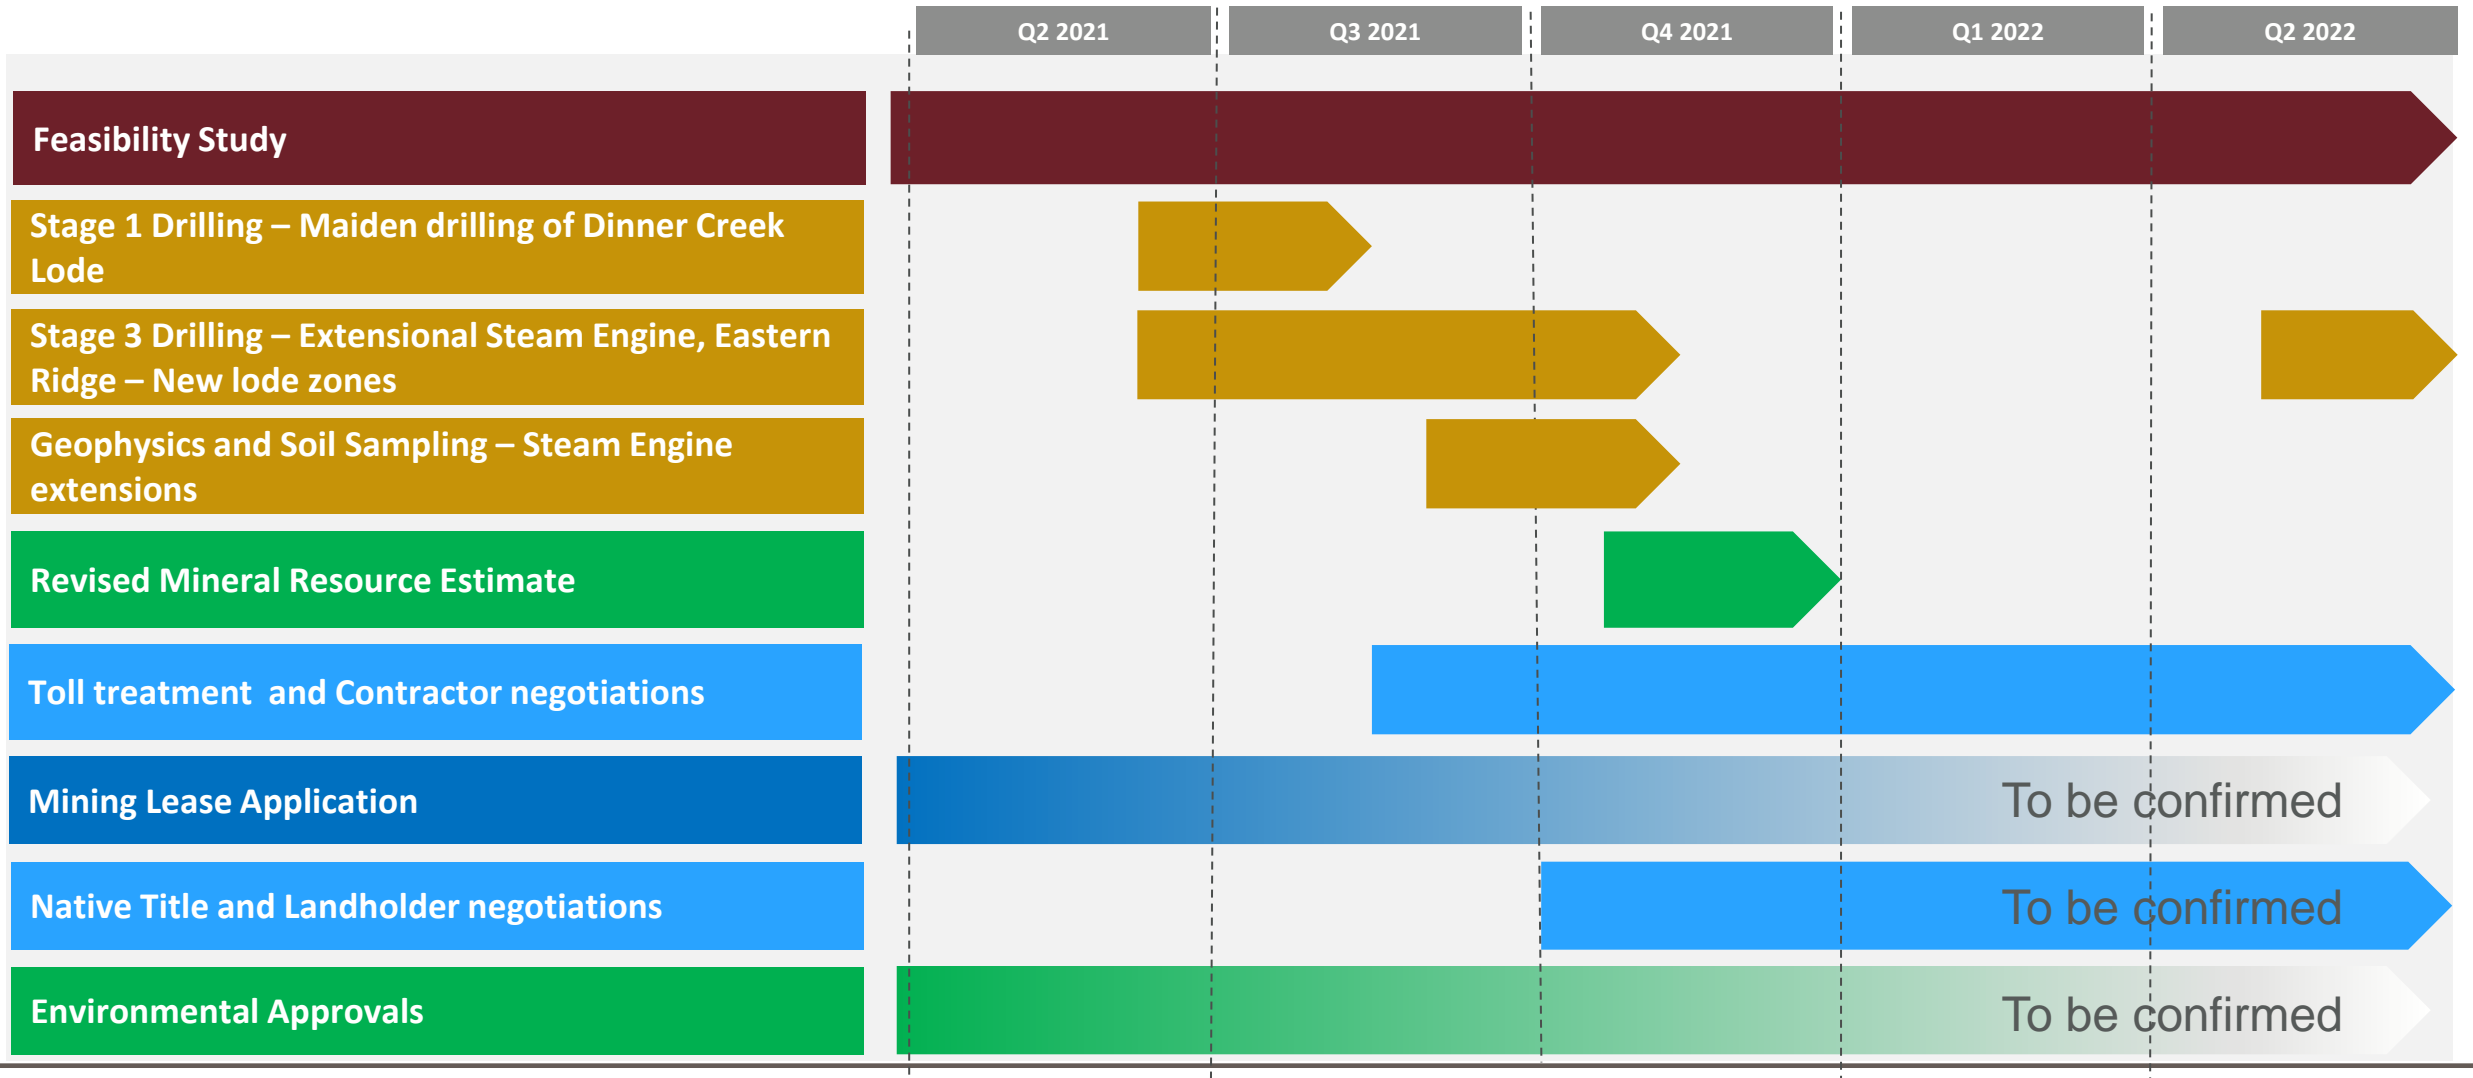 Q2 2021
Q3 2021
Q4 2021
Q1 2022
Q2 2022
Feasibility Study
Stage 1 Drilling – Maiden drilling of Dinner Creek
Lode
Stage 3 Drilling – Extensional Steam Engine, Eastern
Ridge – New lode zones
Geophysics and Soil Sampling – Steam Engine
extensions
Revised Mineral Resource Estimate
Toll treatment  and Contractor negotiations
Mining Lease Application
To be confirmed
Native Title and Landholder negotiations
To be confirmed
Environmental Approvals
To be confirmed